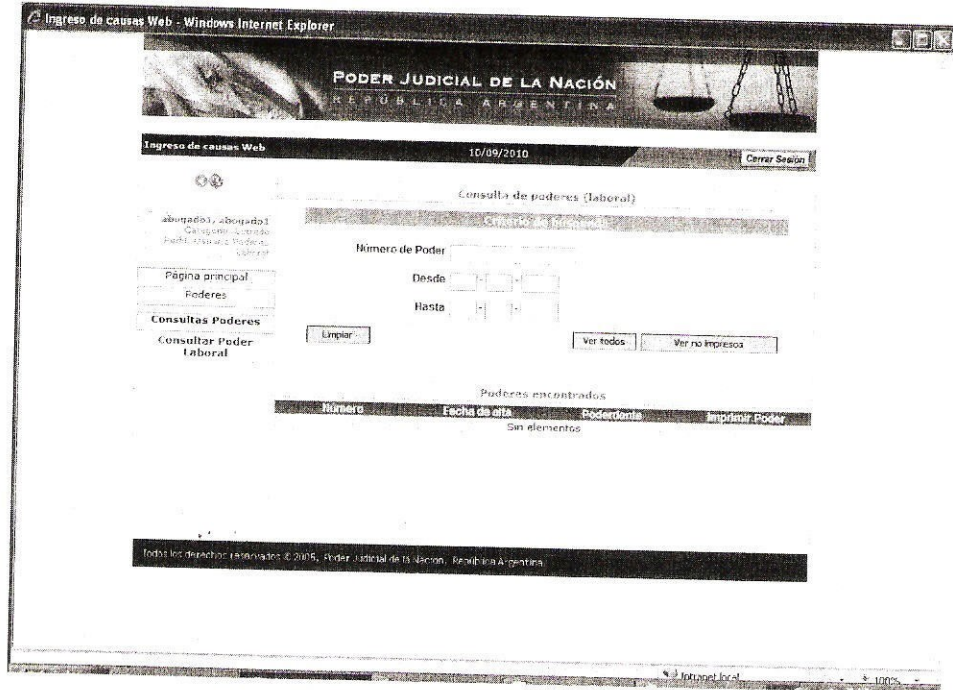 Ingreso de causas Web - Windows Internet Explorer
PODER JUDICIAL DE LA NACIÓN
REPÚBLICA ARGENTINA
Ingreso de causas Web
10/09/2010
Cerrar Sesión
Consulta de poderes (laboral)
abogado1, abogado1
Laboral
Número de Poder
Desde - -
Hasta - -
Página principal
Poderes
Consultas Poderes
Consultar Poder
Laboral
Limpiar
Ver todos
Ver no impresos
Poderes encontrados
Número Fecha de alta Poderdante Imprimir Poder
Sin elementos
Todos los derechos reservados © 2005, Poder Judicial de la Nación, República Argentina
Intranet local
100%